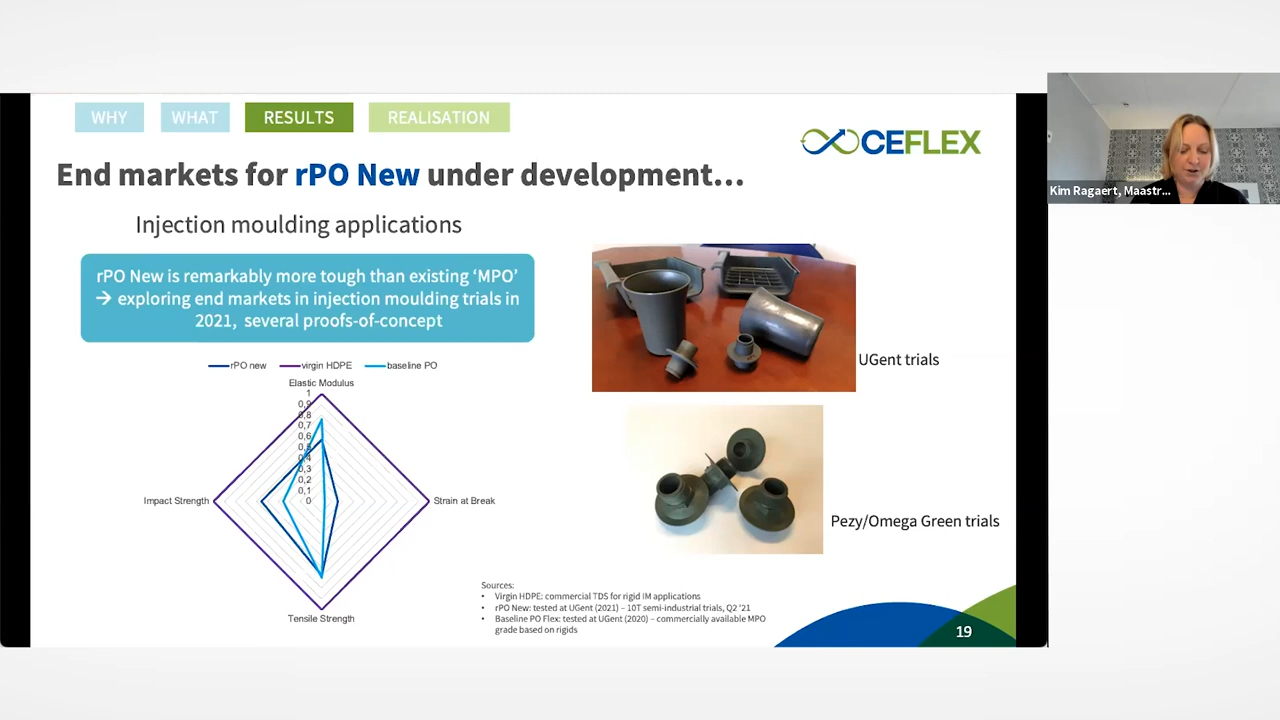 WHY
WHAT
RESULTS
REALISATION
CEFLEX
End markets for rPO New under development...
Injection moulding applications
rPO New is remarkably more tough than existing ‘MPO’
→ exploring end markets in injection moulding trials in
2021, several proofs-of-concept
rPO new
virgin HDPE
baseline PO
Elastic Modulus
1
0,9
0,8
0,7
0,6
0,5
0,4
0,3
0,2
0,1
0
Impact Strength
Strain at Break
Tensile Strength
UGent trials
Pezy/Omega Green trials
Sources:
• Virgin HDPE: commercial TDS for rigid IM applications
• rPO New: tested at UGent (2021) – 10T semi-industrial trials, Q2 ’21
• Baseline PO Flex: tested at UGent (2020) – commercially available MPO
grade based on rigids
19
Kim Ragaert, Maastr...